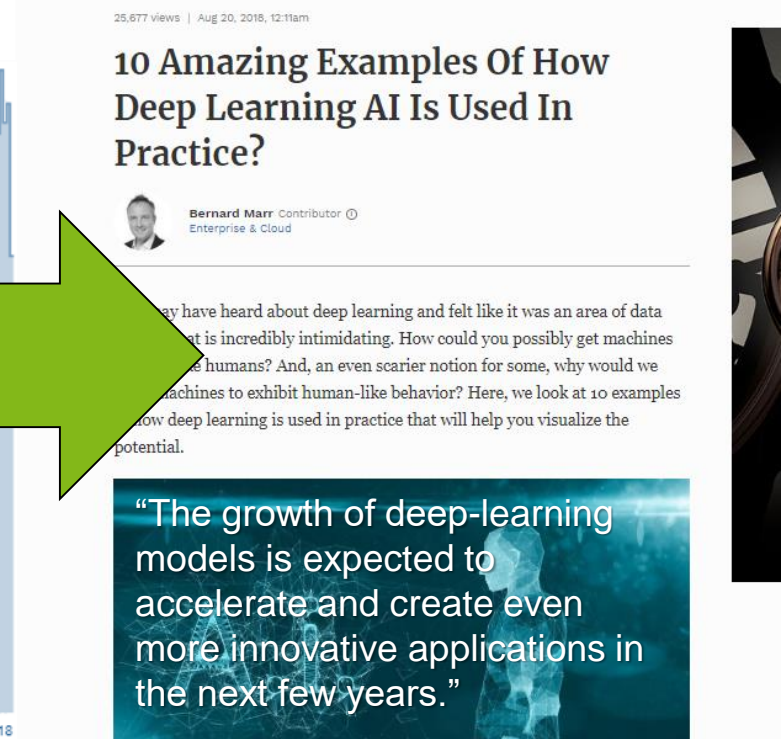 25,677 views | Aug 20, 2018, 12:11am
10 Amazing Examples Of How
Deep Learning AI Is Used In
Practice?
Bernard Marr Contributor
Enterprise & Cloud
have heard about deep learning and felt like it was an area of data
is incredibly intimidating. How could you possibly get machines
humans? And, an even scarier notion for some, why would we
machines to exhibit human-like behavior? Here, we look at 10 examples
how deep learning is used in practice that will help you visualize the
potential.
“The growth of deep-learning
models is expected to
accelerate and create even
more innovative applications in
the next few years.”
18